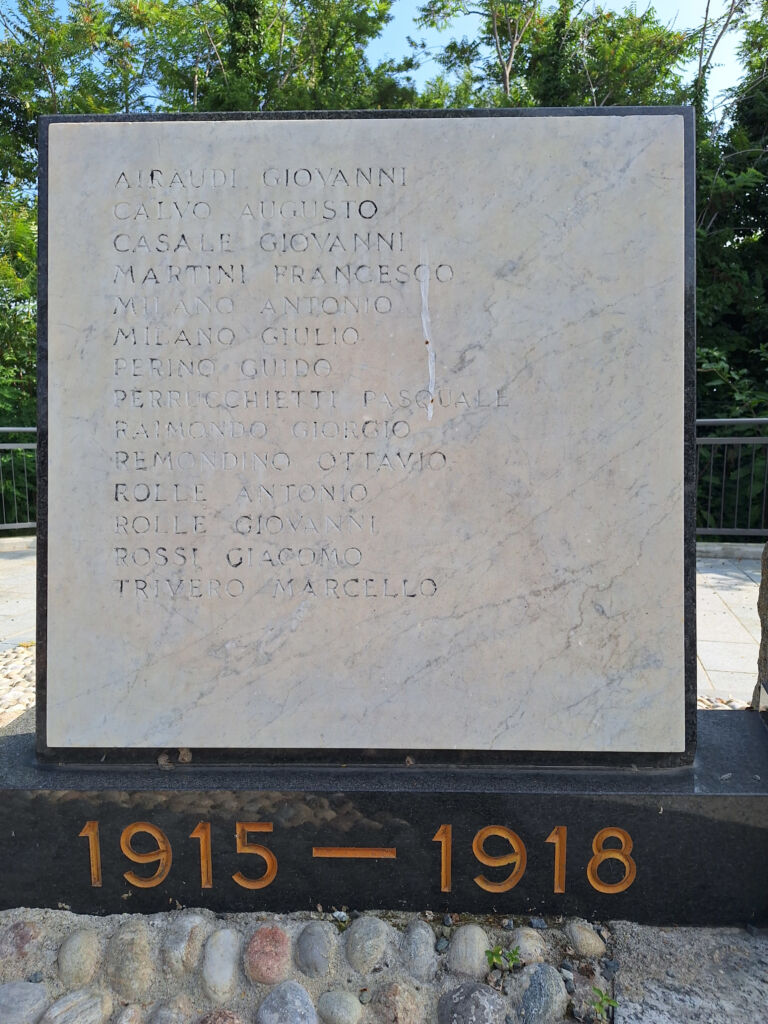 AIRAUDI GIOVANNI
CALVO AUGUSTO
CASALE GIOVANNI
MARTINI FRANCESCO
MILANO ANTONIO
MILANO GIULIO
PERINO GUIDO
PERRUCCHIETTI PASQUALE
RAIMONDO GIORGIO
REMONDINO OTTAVIO
ROLLE ANTONIO
ROLLE GIOVANNI
ROSSI GIACOMO
TRIVERO MARCELLO
1915 — 1918